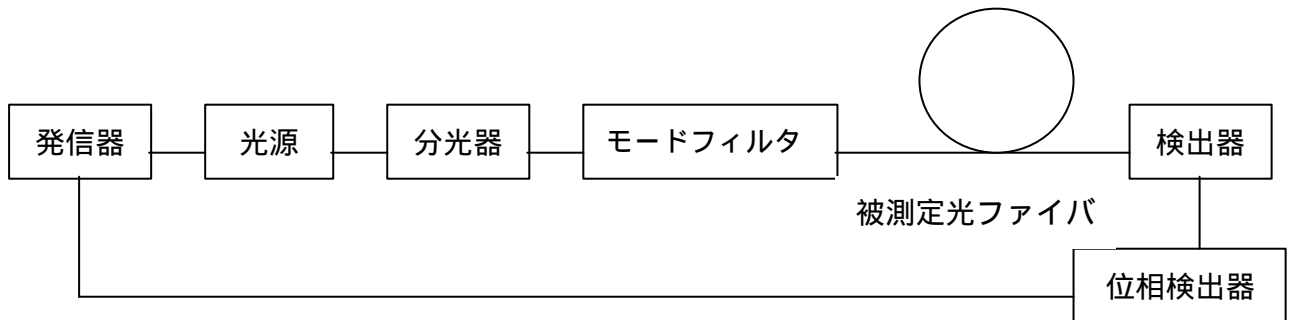 発信器
光源
分光器
モードフィルタ
検出器
被測定光ファイバ
位相検出器